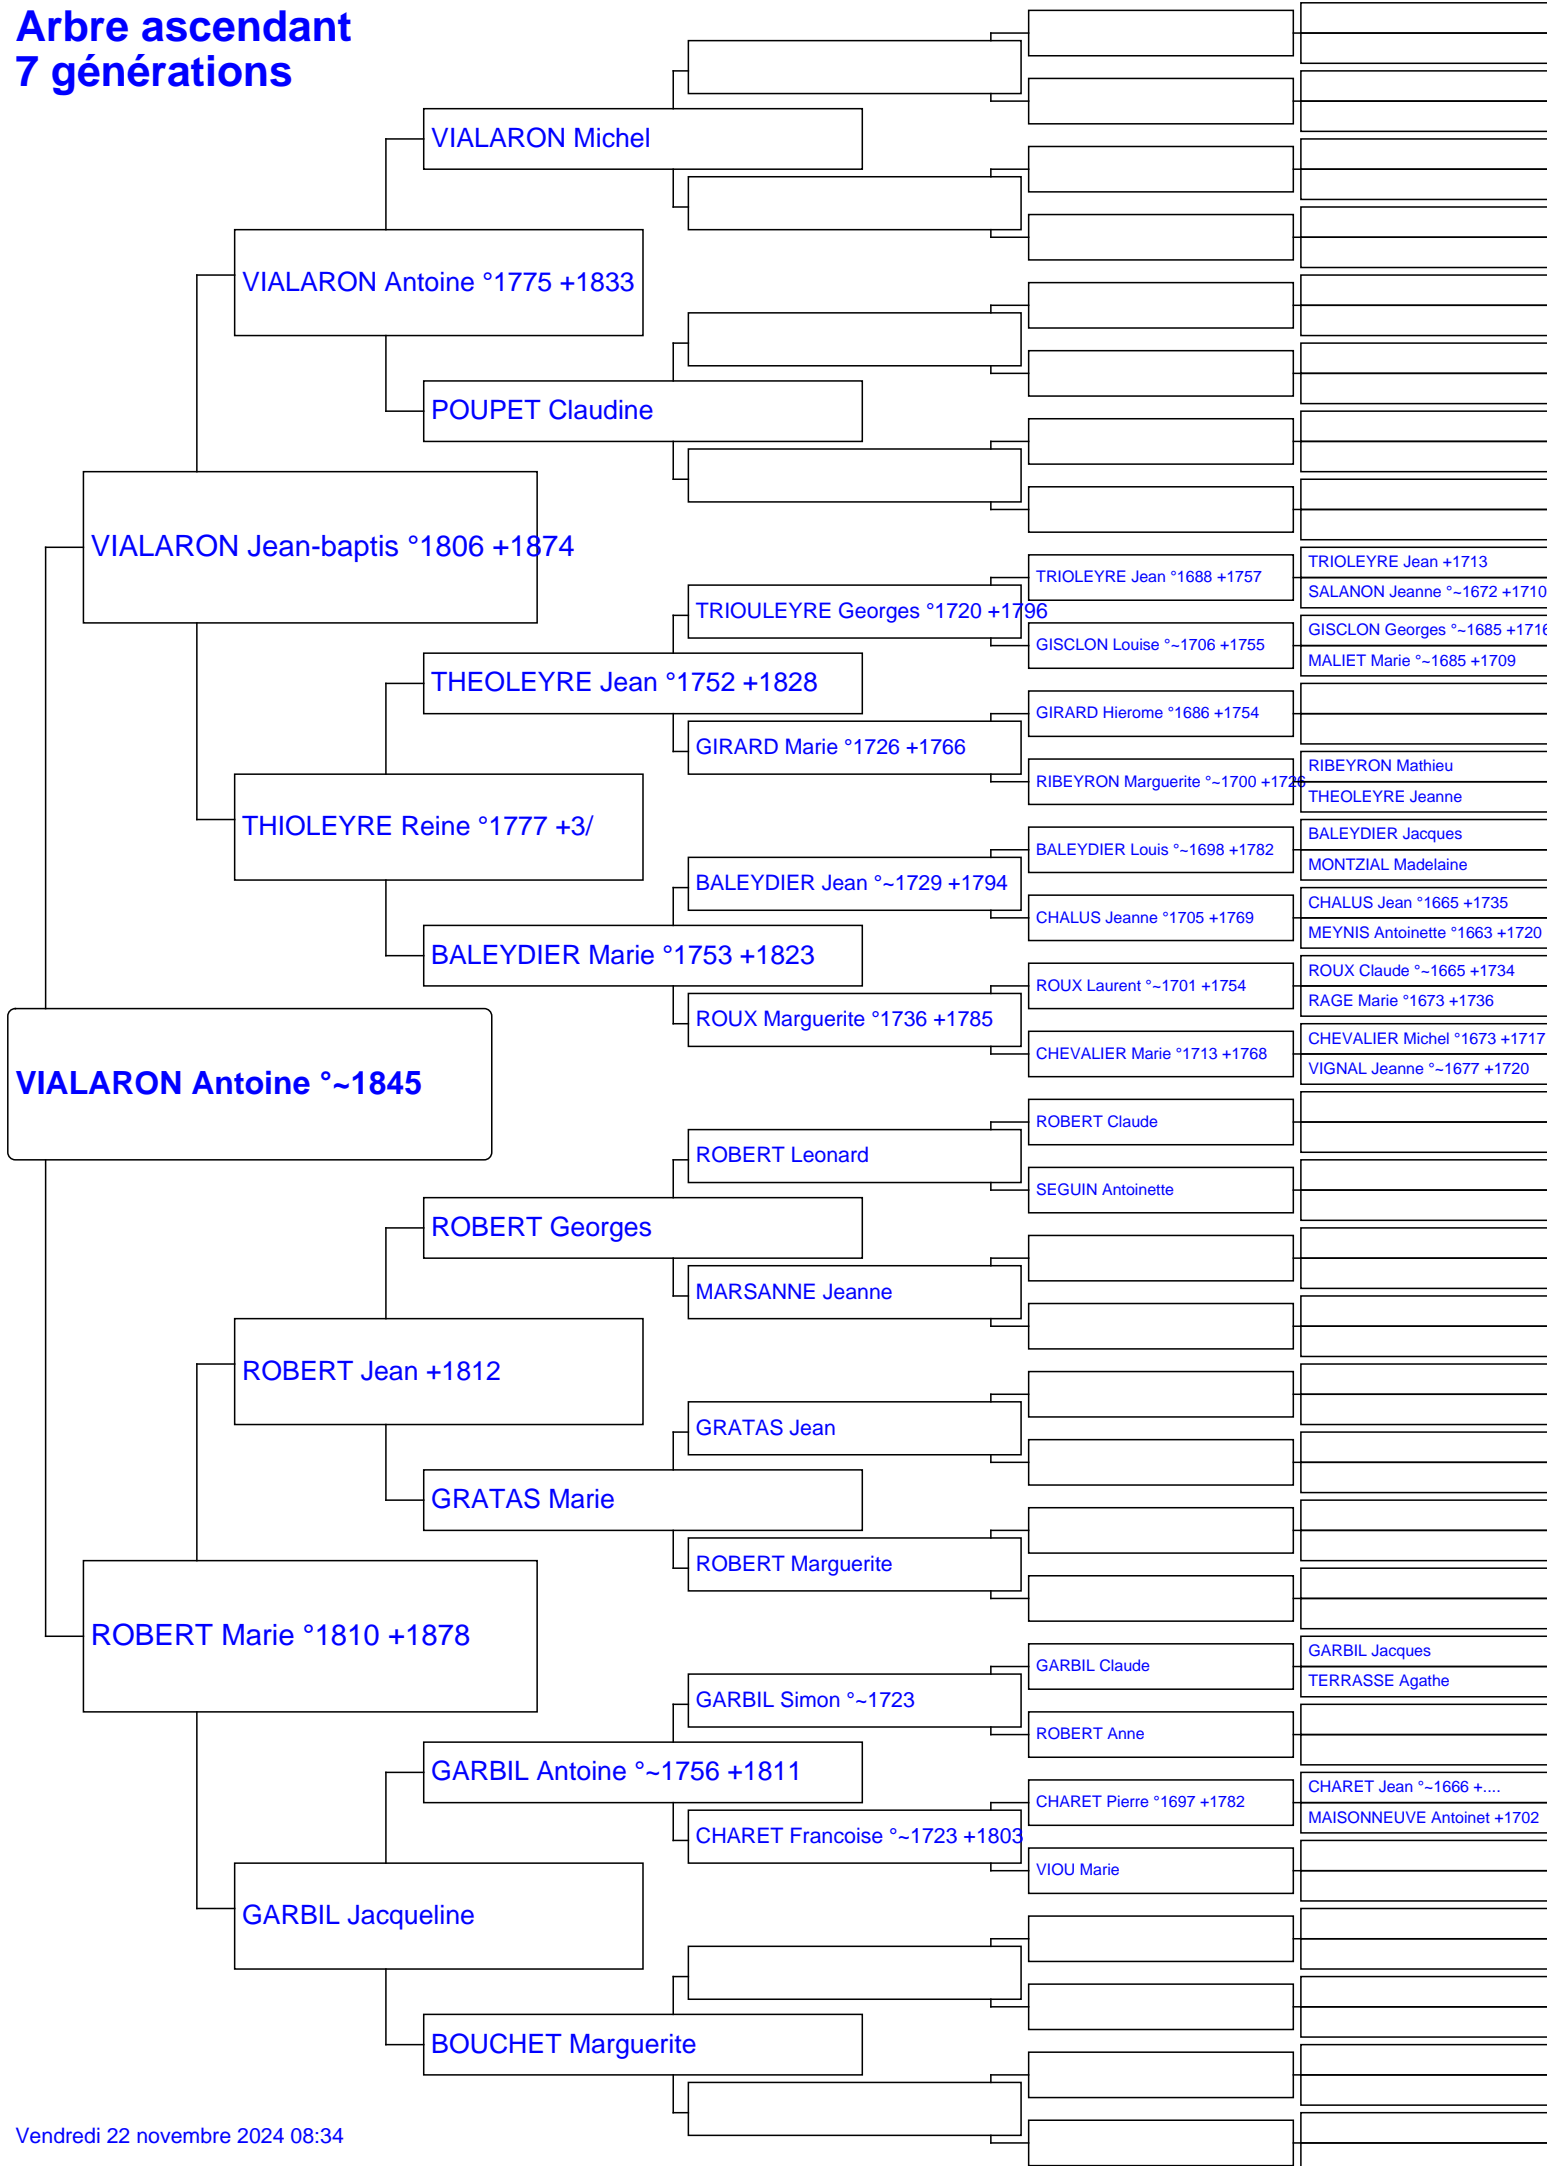 Arbre ascendant
7 générations
VIALARON Michel
VIALARON Antoine °1775 +1833
POUPET Claudine
VIALARON Jean-baptis °1806 +1874
TRIOLEYRE Jean °1688 +1757
TRIOLEYRE Jean +1713
SALANON Jeanne °~1672 +1710
TRIOULEYRE Georges °1720 +1796
GISCLON Louise °~1706 +1755
GISCLON Georges °~1685 +1716
MALIET Marie °~1685 +1709
THEOLEYRE Jean °1752 +1828
GIRARD Hierome °1686 +1754
GIRARD Marie °1726 +1766
RIBEYRON Marguerite °~1700 +1726
RIBEYRON Mathieu
THEOLEYRE Jeanne
THIOLEYRE Reine °1777 +3/
BALEYDIER Louis °~1698 +1782
BALEYDIER Jacques
MONTZIAL Madelaine
BALEYDIER Jean °~1729 +1794
CHALUS Jeanne °1705 +1769
CHALUS Jean °1665 +1735
MEYNIS Antoinette °1663 +1720
BALEYDIER Marie °1753 +1823
ROUX Laurent °~1701 +1754
ROUX Claude °~1665 +1734
RAGE Marie °1673 +1736
ROUX Marguerite °1736 +1785
CHEVALIER Marie °1713 +1768
CHEVALIER Michel °1673 +1717
VIGNAL Jeanne °~1677 +1720
VIALARON Antoine °~1845
ROBERT Claude
ROBERT Leonard
SEGUIN Antoinette
ROBERT Georges
MARSANNE Jeanne
ROBERT Jean +1812
GRATAS Jean
GRATAS Marie
ROBERT Marguerite
ROBERT Marie °1810 +1878
GARBIL Claude
GARBIL Jacques
TERRASSE Agathe
GARBIL Simon °~1723
ROBERT Anne
GARBIL Antoine °~1756 +1811
CHARET Pierre °1697 +1782
CHARET Jean °~1666 +....
MAISONNEUVE Antoinet +1702
CHARET Francoise °~1723 +1803
VIOU Marie
GARBIL Jacqueline
BOUCHET Marguerite
Vendredi 22 novembre 2024 08:34